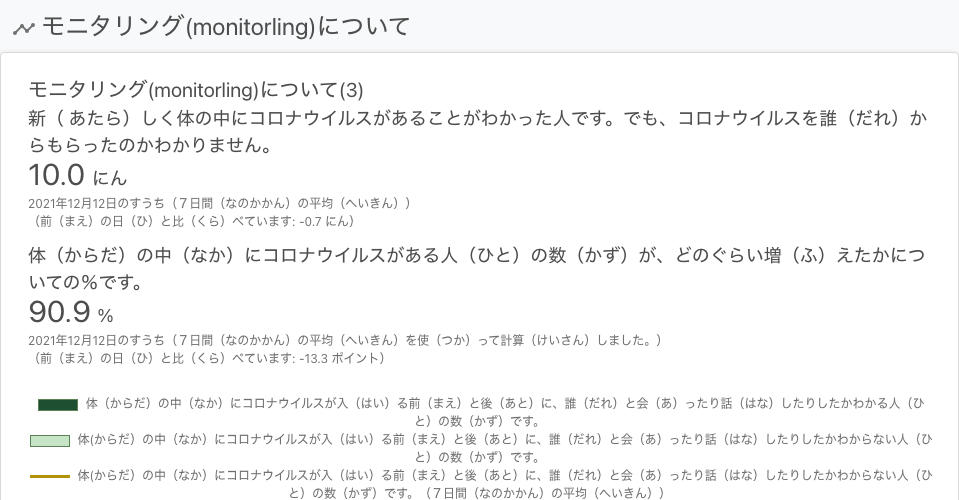 モニタリング(monitorling)について
モニタリング(monitorling)について(3)
新（ あたら）しく体の中にコロナウイルスがあることがわかった人です。でも、コロナウイルスを誰（だれ）か
らもらったのかわかりません。
10.0 にん
2021年12月12日のすうち（７日間（なのかかん）の平均（へいきん））
（前（まえ）の日（ひ）と比（くら）べています: -0.7 にん）
体（からだ）の中（なか）にコロナウイルスがある人（ひと）の数（かず）が、どのぐらい増（ふ）えたかにつ
いての％です。
90.9 %
2021年12月12日のすうち（７日間（なのかかん）の平均（へいきん）を使（つか）って計算（けいさん）しました。）
（前（まえ）の日（ひ）と比（くら）べています: -13.3 ポイント）
体（からだ）の中（なか）にコロナウイルスが入（はい）る前（まえ）と後（あと）に、誰（だれ）と会（あ）ったり話（はな）したりしたかわかる人（ひ
と）の数（かず）です。
体(からだ）の中（なか）にコロナウイルスが入（はい）る前（まえ）と後（あと）に、誰（だれ）と会（あ）ったり話（はな）したりしたかわからない人（ひ
と）の数（かず）です。
体(からだ）の中（なか）にコロナウイルスが入（はい）る前（まえ）と後（あと）に、誰（だれ）と会（あ）ったり話（はな）したりしたかわからない人（ひ
と）の数（かず）です。（７日間（なのかかん）の平均（へいきん））